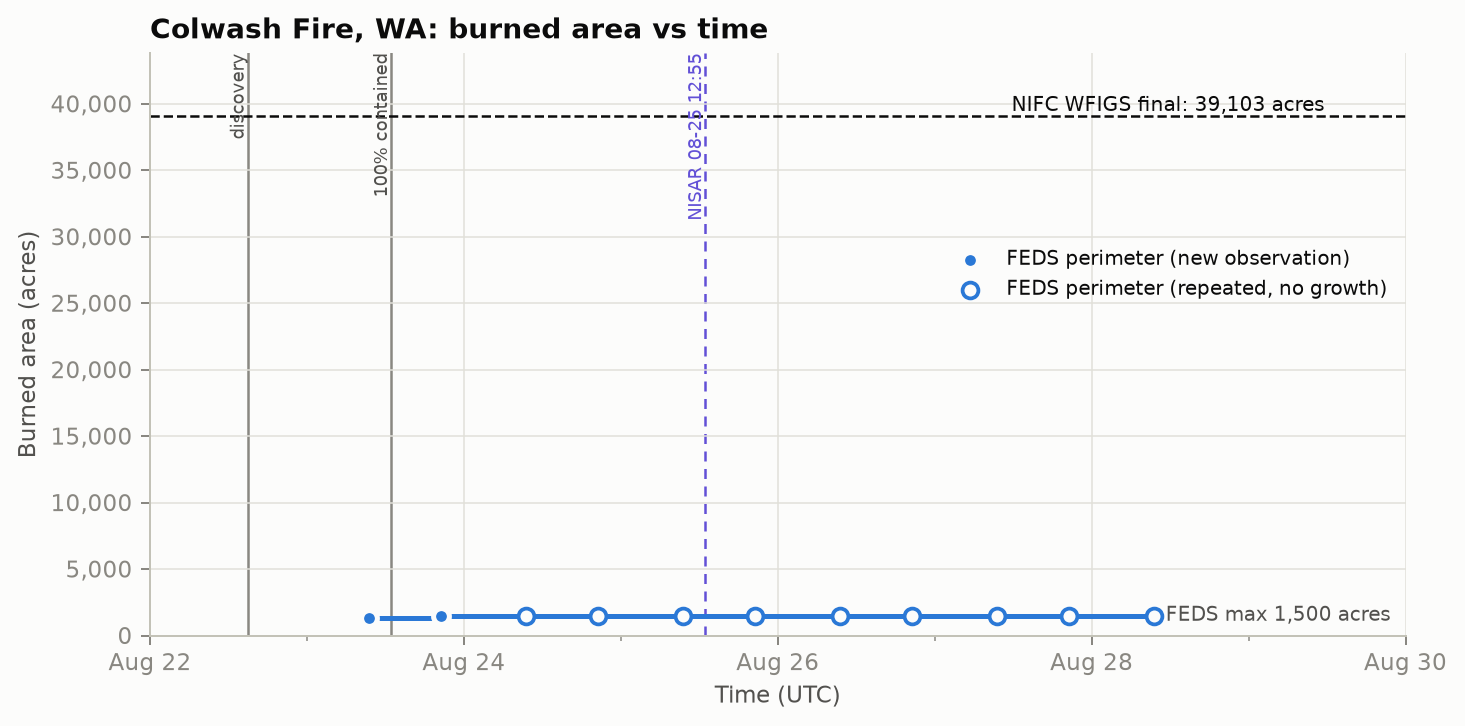 Colwash Fire, WA: burned area vs time
discovery
100% contained
NISAR 08-25 12:55
NIFC WFIGS final: 39,103 acres
40,000
35,000
30,000
25,000
20,000
15,000
10,000
5,000
0
Burned area (acres)
FEDS perimeter (new observation)
FEDS perimeter (repeated, no growth)
FEDS max 1,500 acres
Aug 22
Aug 24
Aug 26
Aug 28
Aug 30
Time (UTC)